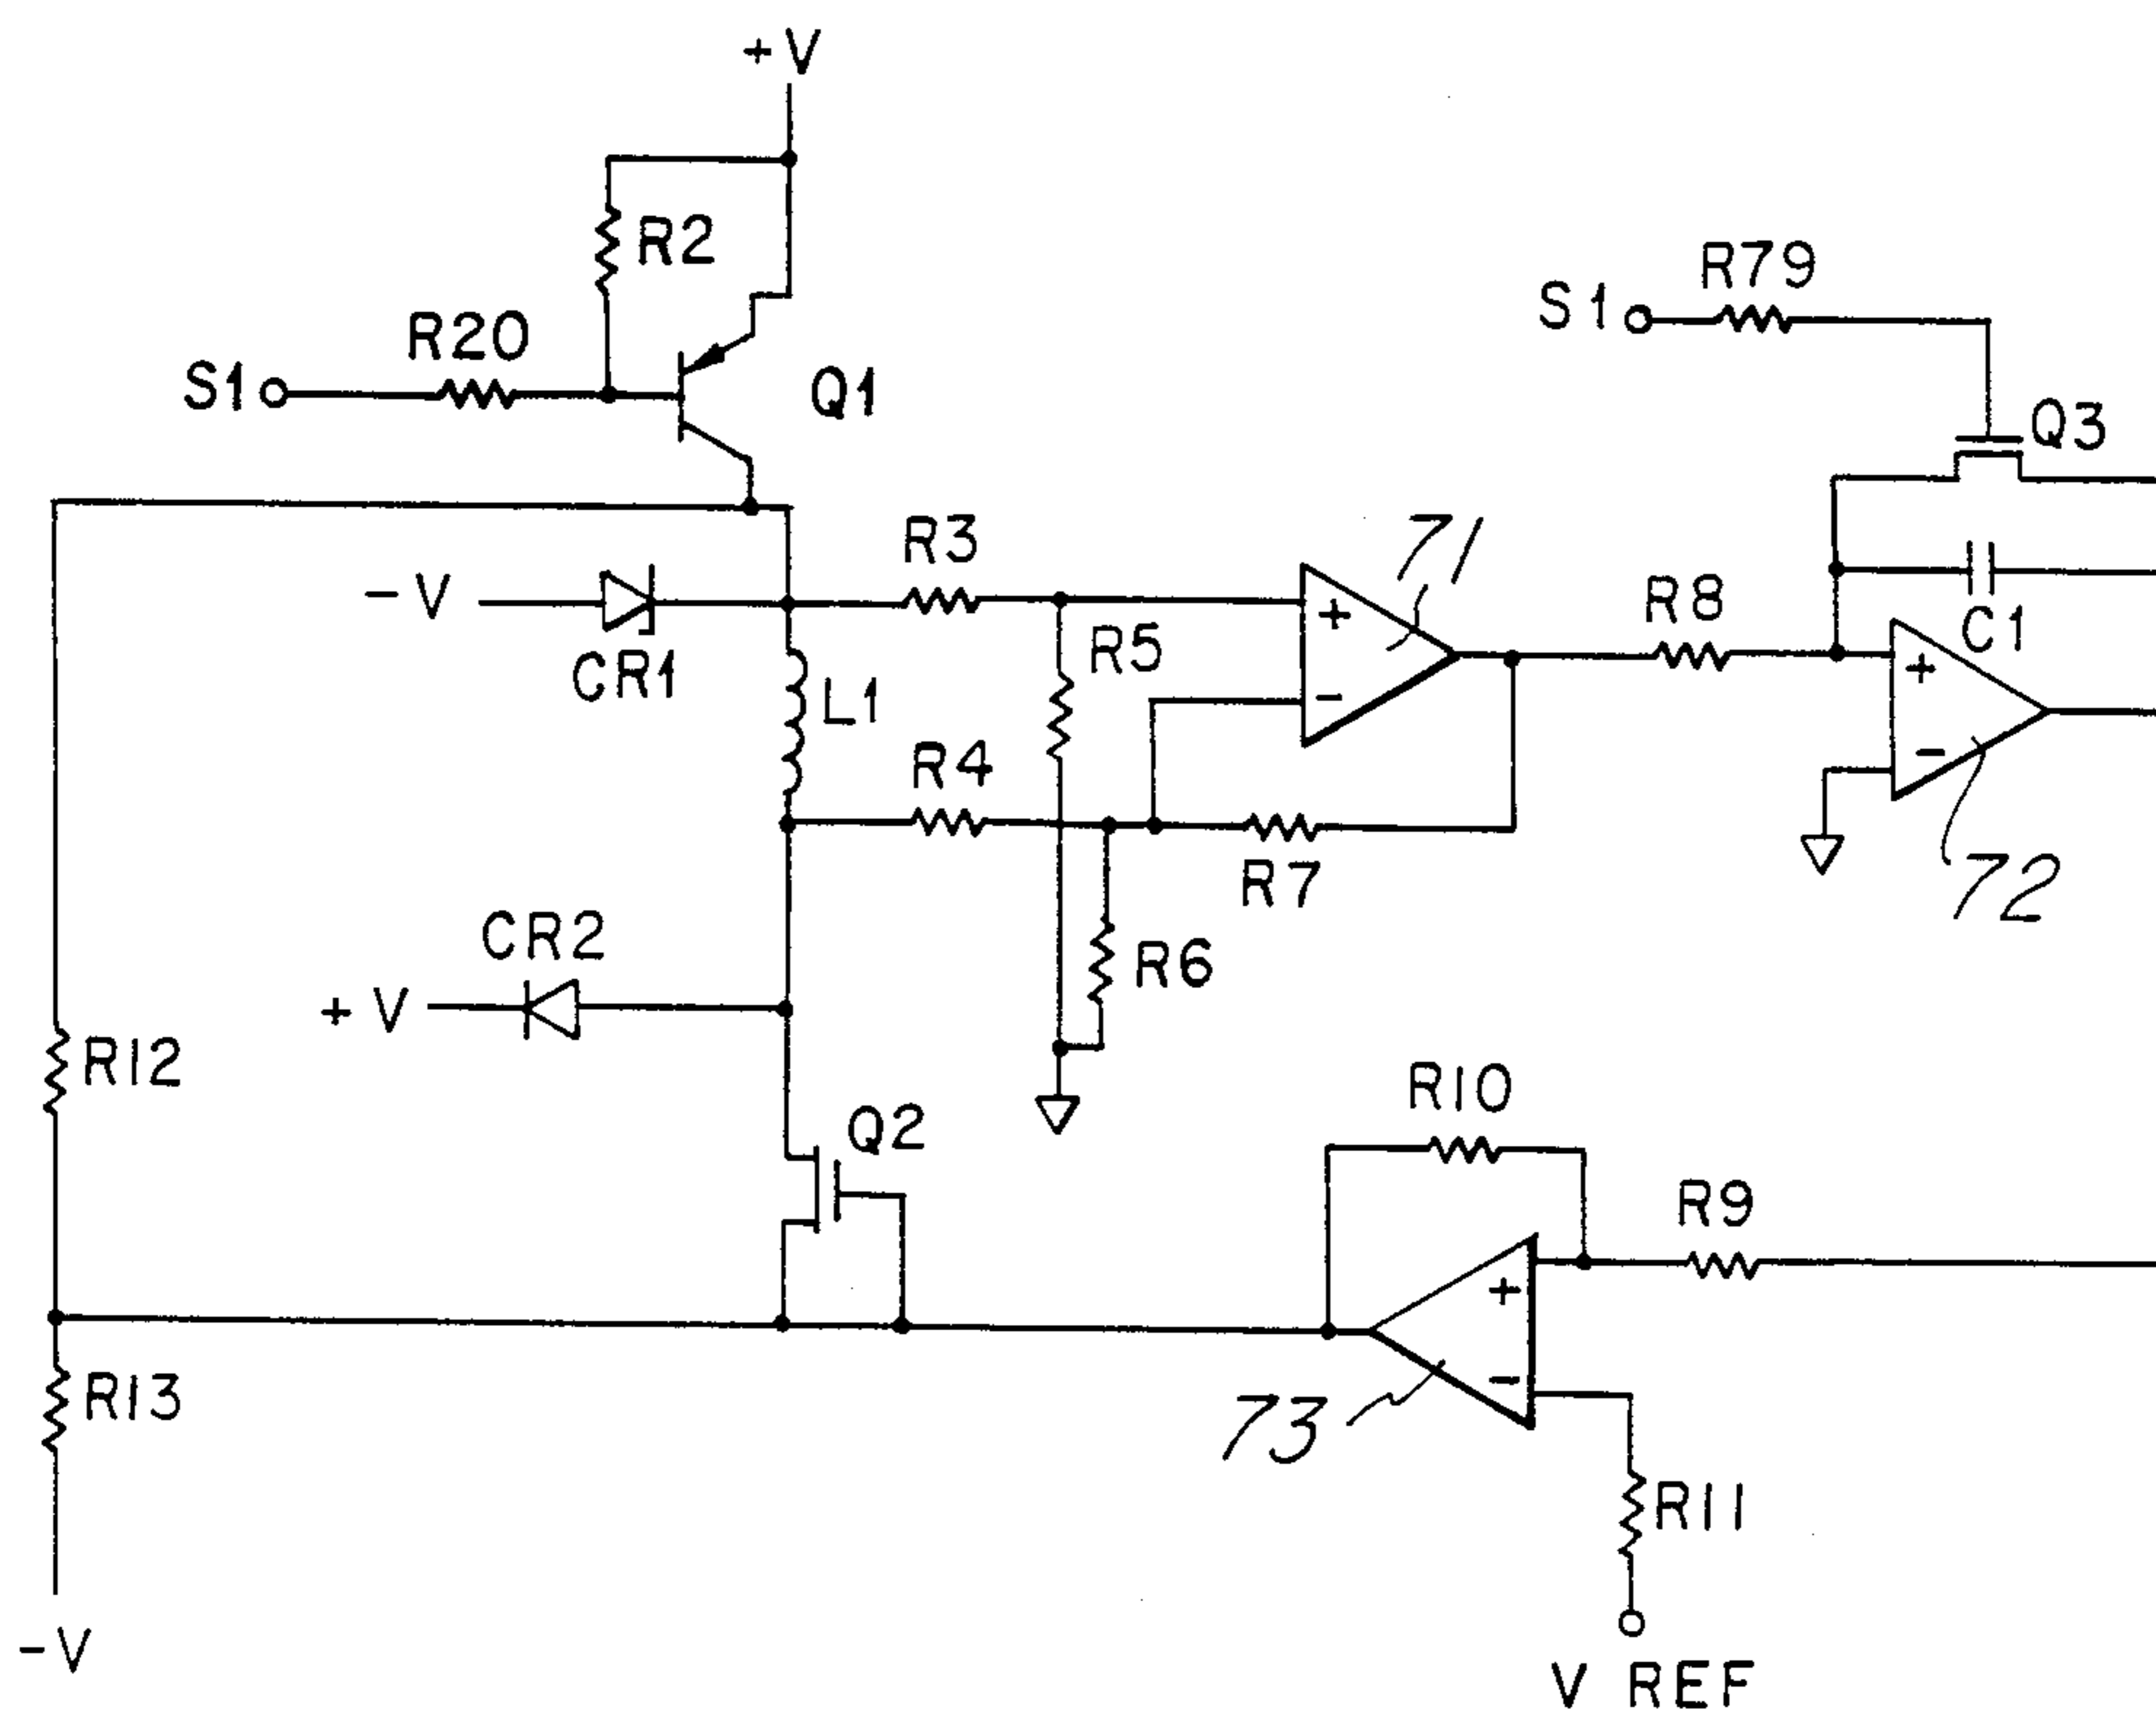 +V
R2
R79
S1
R20
S1
Q1
Q3
R3
71
-V
R5
R8
+
C1
CR1
L1
+
-
R4
-
R7
72
CR2
R6
+V
R12
R10
Q2
R9
+
R13
-
73
R11
-V
V REF